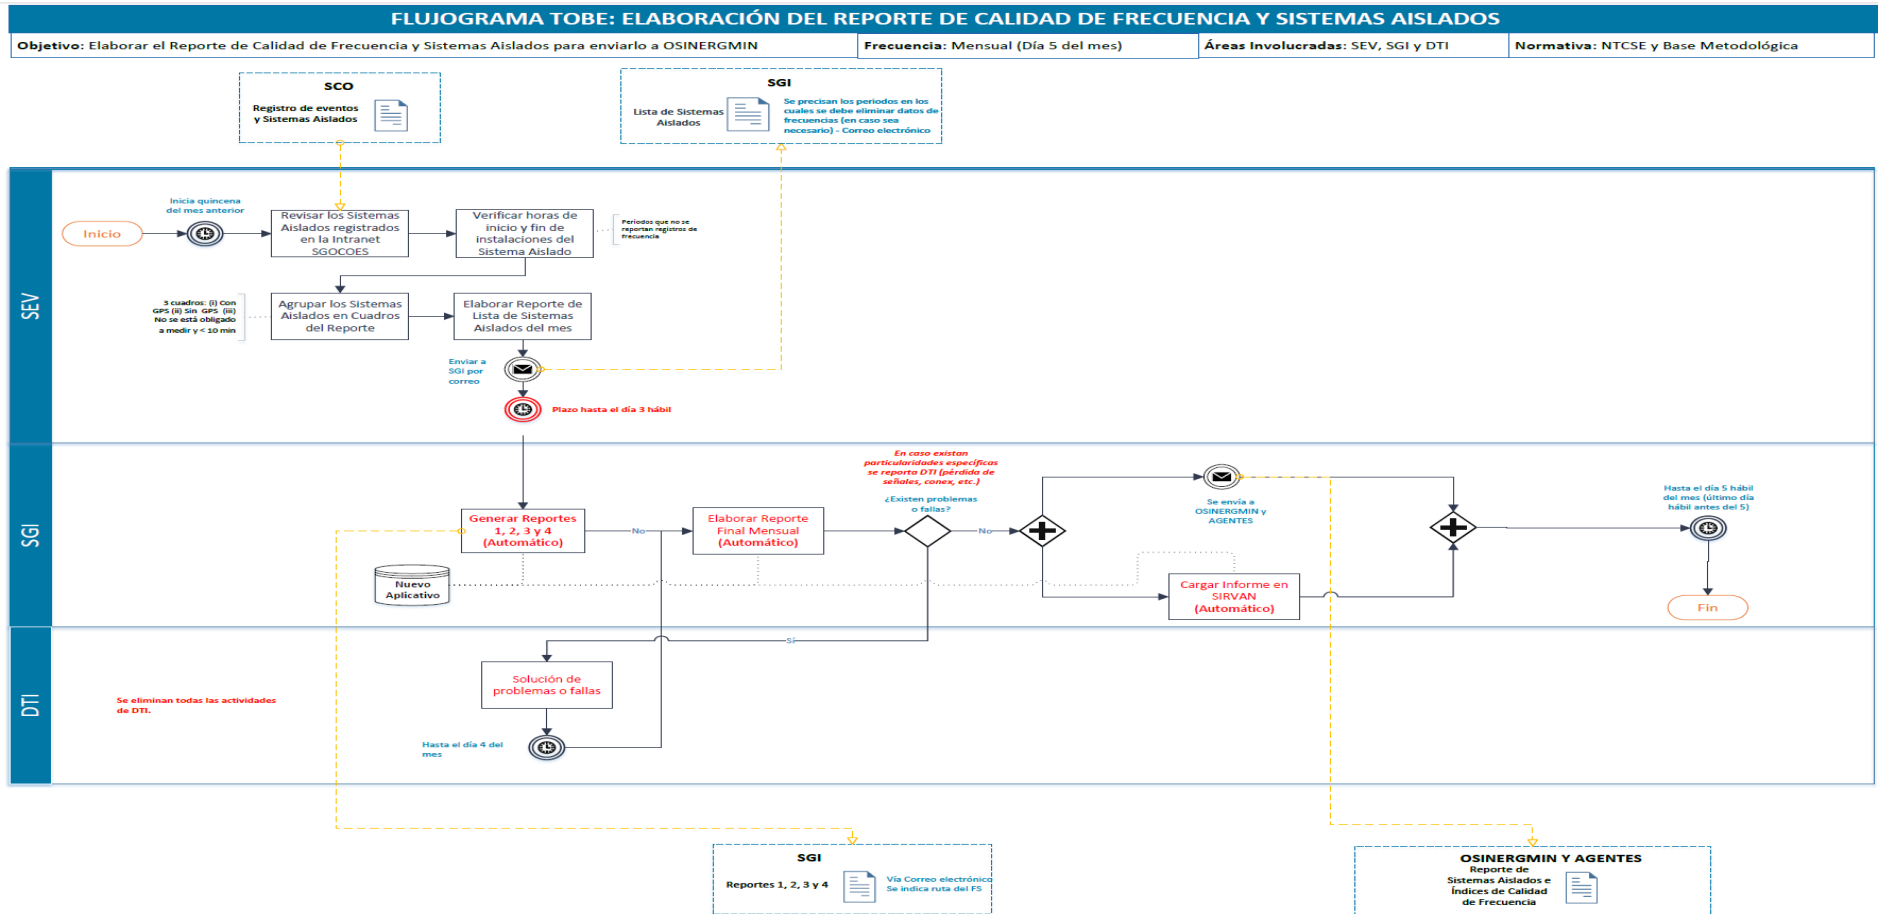 FLUJOGRAMA TOBE: ELABORACIÓN DEL REPORTE DE CALIDAD DE FRECUENCIA Y SISTEMAS AISLADOS
Objetivo: Elaborar el Reporte de Calidad de Frecuencia y Sistemas Aislados para enviarlo a OSINERGMIN
Frecuencia: Mensual (Día 5 del mes)
Áreas Involucradas: SEV, SGI y DTI
Normativa: NTCSE y Base Metodológica
SCO
Registro de eventos
y Sistemas Aislados
SGI
Lista de Sistemas
Aislados
Se precisan los periodos en los
cuales se debe eliminar datos de
frecuencias (en caso sea
necesario) - Correo electrónico
SEV
Inicio
Inicia quincena
del mes anterior
Revisar los Sistemas
Aislados registrados
en la Intranet
SGOCOES
Verificar horas de
inicio y fin de
instalaciones del
Sistema Aislado
Períodos que no se
reportan registros de
frecuencia
3 cuadros: (i) Con
GPS (ii) Sin GPS (iii)
No se está obligado
a medir y < 10 min
Agrupar los Sistemas
Aislados en Cuadros
del Reporte
Elaborar Reporte de
Lista de Sistemas
Aislados del mes
Enviar a
SGI por
correo
Plazo hasta el día 3 hábil
SGI
Generar Reportes
1, 2, 3 y 4
(Automático)
No
Elaborar Reporte
Final Mensual
(Automático)
En caso existan
particularidades específicas
se reporta DTI (pérdida de
señales, conex, etc.)
¿Existen problemas
o fallas?
No
Se envía a
OSINERGMIN y
AGENTES
Hasta el día 5 hábil
del mes (último día
hábil antes del 5)
Nuevo
Aplicativo
Cargar Informe en
SIRVAN
(Automático)
Fin
DTI
Sí
Se eliminan todas las actividades
de DTI.
Solución de
problemas o fallas
Hasta el día 4 del
mes
SGI
Reportes 1, 2, 3 y 4
Vía Correo electrónico
Se indica ruta del FS
OSINERGMIN Y AGENTES
Reporte de
Sistemas Aislados e
Índices de Calidad
de Frecuencia